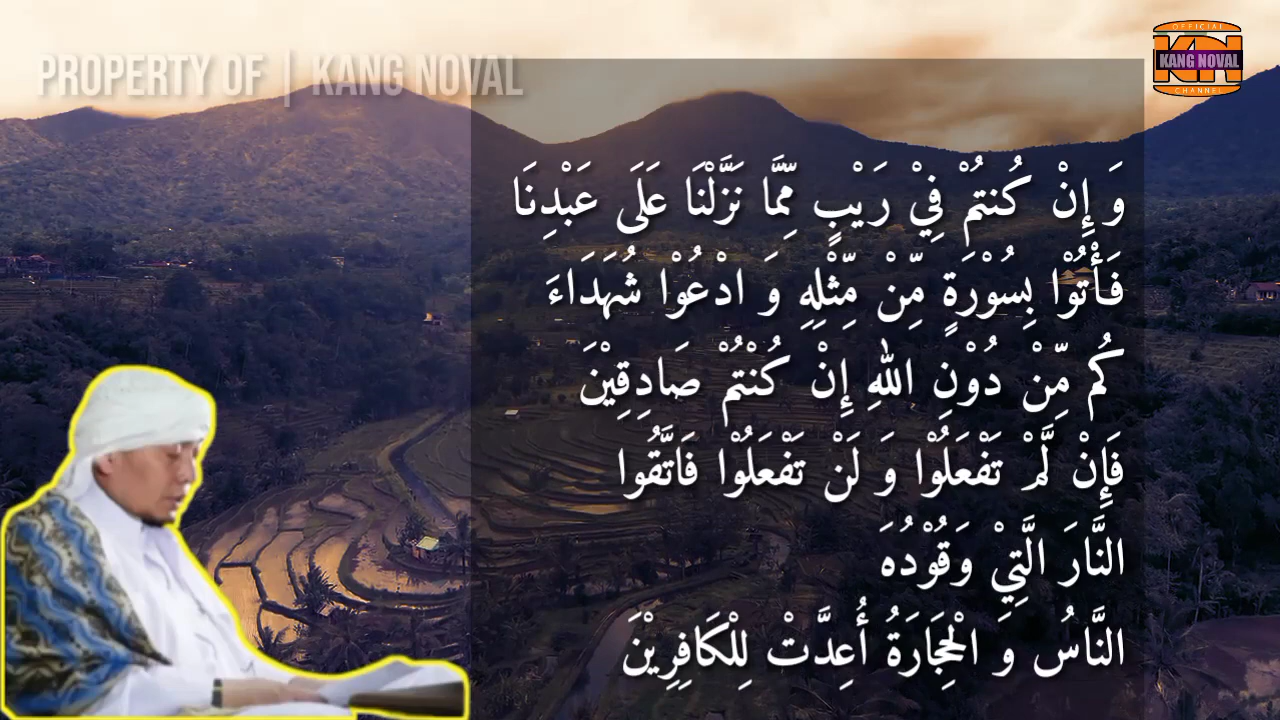 PROPERTY OF | KANG NOVAL
OFFICIAL
KN
KANG NOVAL
CHANNEL
وَ إِنْ كُنتُمْ فِيْ رَيْبٍ مِّمَّا نَزَّلْنَا عَلَى عَبْدِنَا
فَأْتُوْا بِسُوْرَةٍ مِّنْ مِّثْلِهِ وَ ادْعُوْا شُهَدَاءَ
كُم مِّنْ دُوْنِ اللهِ إِنْ كُنْتُمْ صَادِقِيْنَ
فَإِنْ لَّمْ تَفْعَلُوْا وَ لَنْ تَفْعَلُوْا فَاتَّقُوا
النَّارَ الَّتِيْ وَقُوْدُهَ
النَّاسُ وَ الْحِجَارَةُ أُعِدَّتْ لِلْكَافِرِيْنَ